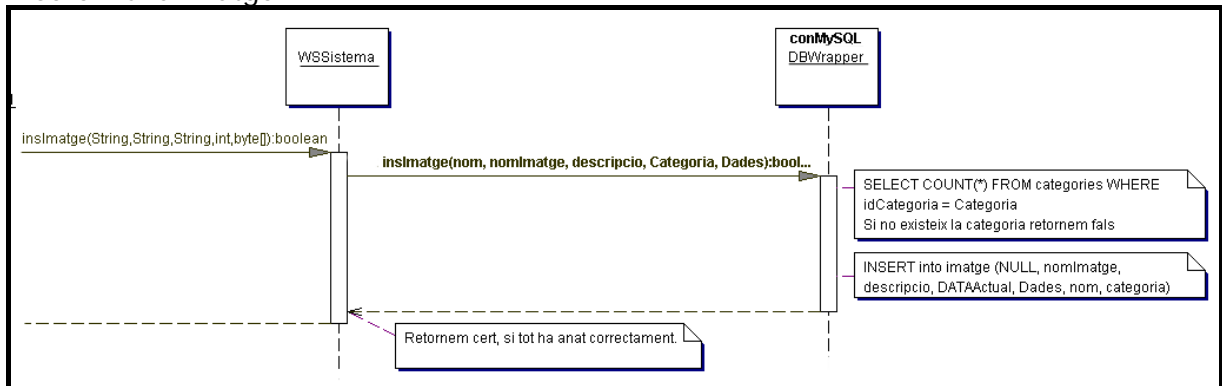 conMySQL
WSSistema
DBWrapper
insImatge(String,String,String,int,byte[]):boolean
insImatge(nom, nomImatge, descripcio, Categoria, Dades):bool...
SELECT COUNT(*) FROM categories WHERE
idCategoria = Categoria
Si no existeix la categoria retornem fals
INSERT into imatge (NULL, nomImatge,
descripcio, DATAActual, Dades, nom, categoria)
Retornem cert, si tot ha anat correctament.